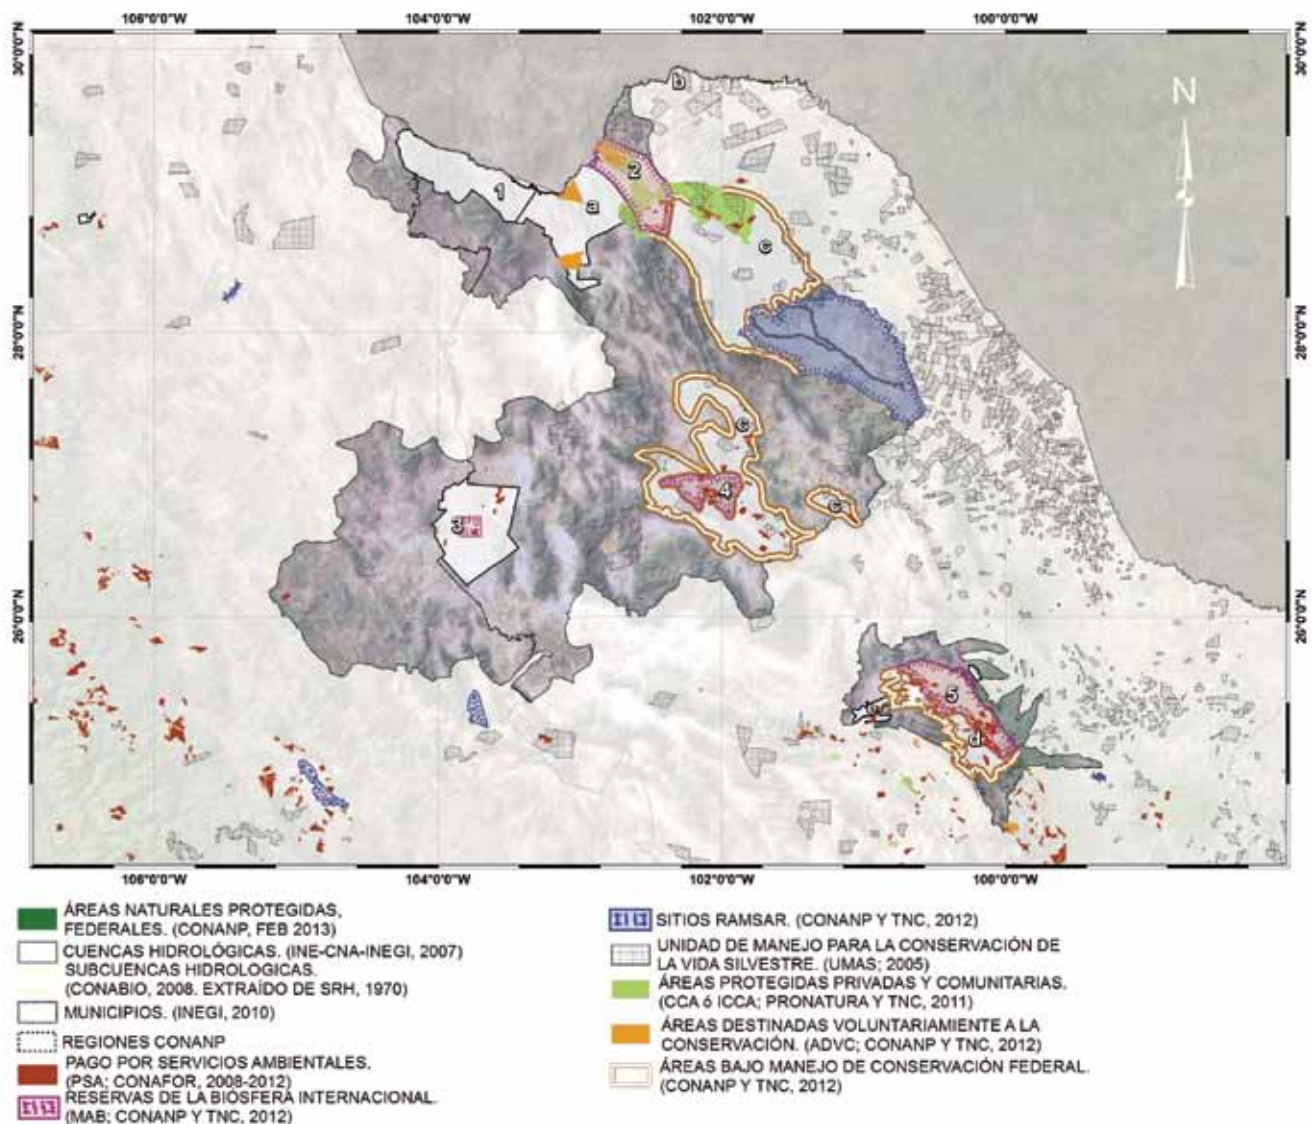 106°0'0"W 104°0'0"W 102°0'0"W 100°0'0"W
30°0'0"N 30°0'0"N
N
b
2
1
a
c
28°0'0"N 28°0'0"N
e
4
c
3
26°0'0"N 26°0'0"N
5
d
106°0'0"W 104°0'0"W 102°0'0"W 100°0'0"W
ÁREAS NATURALES PROTEGIDAS,
FEDERALES. (CONANP, FEB 2013)
CUENCAS HIDROLÓGICAS. (INE-CNA-INEGI, 2007)
SUBCUENCAS HIDROLOGICAS.
(CONABIO, 2008. EXTRAÍDO DE SRH, 1970)
MUNICIPIOS. (INEGI, 2010)
REGIONES CONANP
PAGO POR SERVICIOS AMBIENTALES.
(PSA; CONAFOR, 2008-2012)
RESERVAS DE LA BIÓSFERA INTERNACIONAL.
(MAB; CONANP Y TNC, 2012)
SITIOS RAMSAR. (CONANP Y TNC, 2012)
UNIDAD DE MANEJO PARA LA CONSERVACIÓN DE
LA VIDA SILVESTRE. (UMAS; 2005)
ÁREAS PROTEGIDAS PRIVADAS Y COMUNITARIAS.
(CCA ó ICCA; PRONATURA Y TNC, 2011)
ÁREAS DESTINADAS VOLUNTARIAMIENTE A LA
CONSERVACIÓN. (ADVC; CONANP Y TNC, 2012)
ÁREAS BAJO MANEJO DE CONSERVACIÓN FEDERAL.
(CONANP Y TNC, 2012)